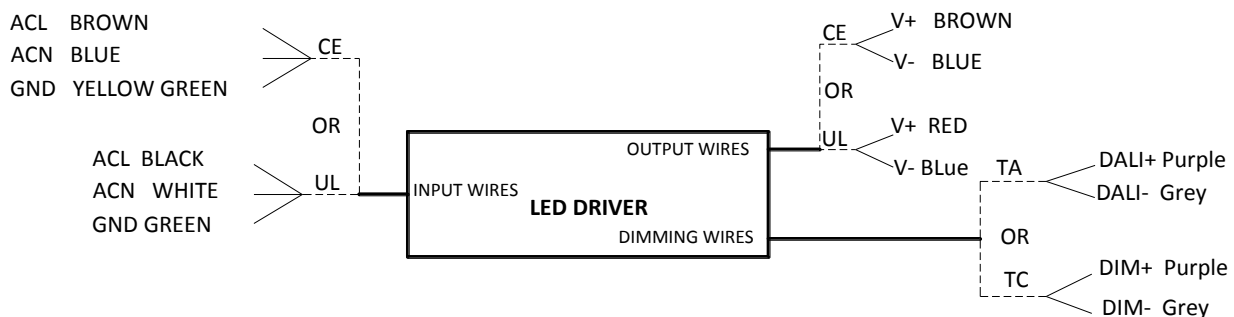 ACL BROWN
ACN BLUE
GND YELLOW GREEN
CE
OR
ACL BLACK
ACN WHITE
GND GREEN
UL
INPUT WIRES
LED DRIVER
OUTPUT WIRES
DIMMING WIRES
CE
V+ BROWN
V- BLUE
OR
UL
V+ RED
V- BLue
TA
DALI+ Purple
DALI- Grey
OR
TC
DIM+ Purple
DIM- Grey